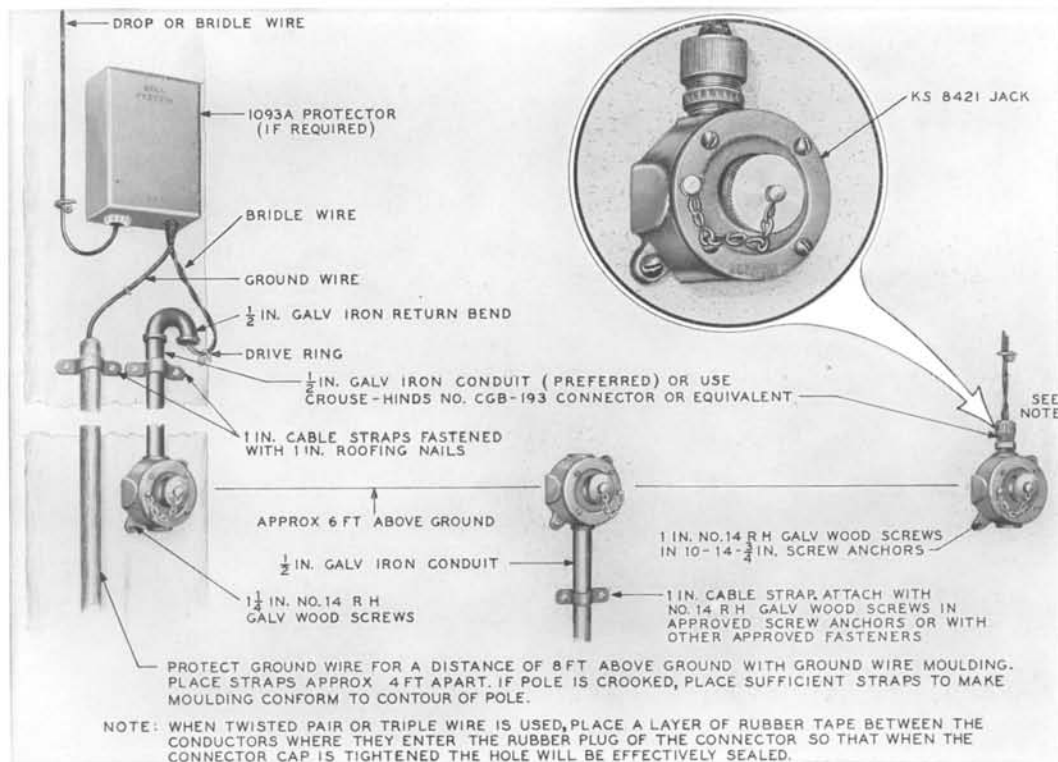 DROP OR BRIDLE WIRE
BELL
SYSTEM
1093A PROTECTOR
(IF REQUIRED)
KS 8421 JACK
BRIDLE WIRE
GROUND WIRE
1/2 IN. GALV IRON RETURN BEND
DRIVE RING
1/2 IN. GALV IRON CONDUIT (PREFERRED) OR USE
CROUSE-HINDS NO. CGB-193 CONNECTOR OR EQUIVALENT
SEE
NOTE
1 IN. CABLE STRAPS FASTENED
WITH 1 IN. ROOFING NAILS
APPROX 6 FT ABOVE GROUND
1 IN. NO. 14 R H GALV WOOD SCREWS
IN 10-14-3/4 IN. SCREW ANCHORS
1/2 IN. GALV IRON CONDUIT
1 1/4 IN. NO. 14 R H
GALV WOOD SCREWS
1 IN. CABLE STRAP. ATTACH WITH
NO. 14 R H GALV WOOD SCREWS IN
APPROVED SCREW ANCHORS OR WITH
OTHER APPROVED FASTENERS
PROTECT GROUND WIRE FOR A DISTANCE OF 8 FT ABOVE GROUND WITH GROUND WIRE MOULDING.
PLACE STRAPS APPROX 4 FT APART. IF POLE IS CROOKED, PLACE SUFFICIENT STRAPS TO MAKE
MOULDING CONFORM TO CONTOUR OF POLE.
NOTE: WHEN TWISTED PAIR OR TRIPLE WIRE IS USED, PLACE A LAYER OF RUBBER TAPE BETWEEN THE
CONDUCTORS WHERE THEY ENTER THE RUBBER PLUG OF THE CONNECTOR SO THAT WHEN THE
CONNECTOR CAP IS TIGHTENED THE HOLE WILL BE EFFECTIVELY SEALED.